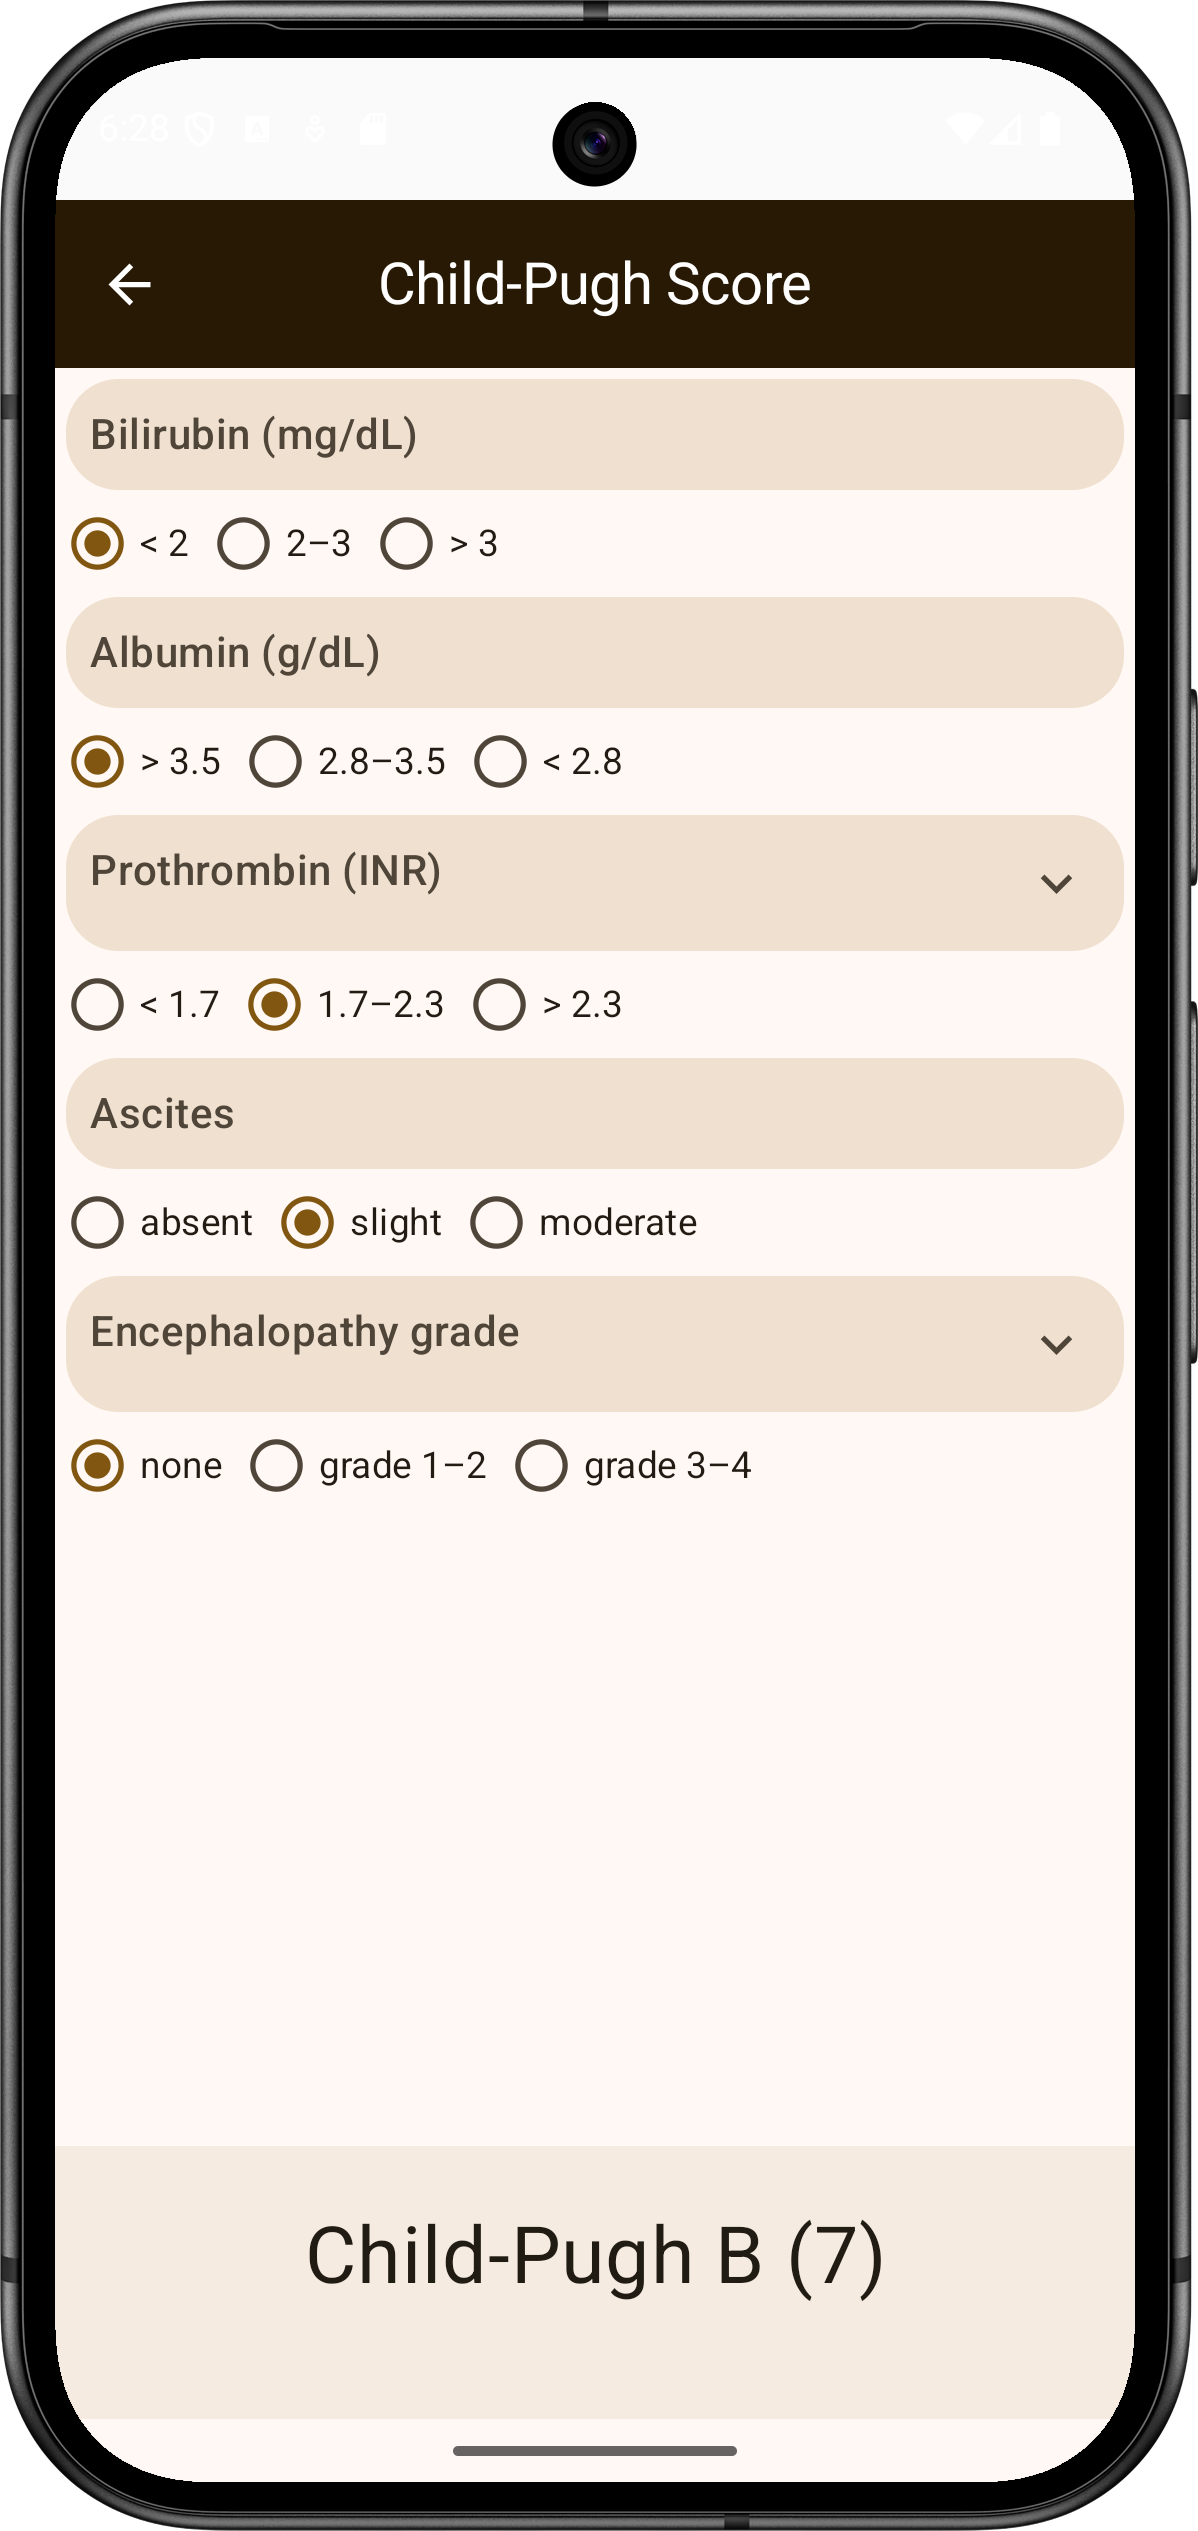 6:28
Child-Pugh Score
Bilirubin (mg/dL)
< 2 2–3 > 3
Albumin (g/dL)
> 3.5 2.8–3.5 < 2.8
Prothrombin (INR)
< 1.7 1.7–2.3 > 2.3
Ascites
absent slight moderate
Encephalopathy grade
none grade 1–2 grade 3–4
Child-Pugh B (7)